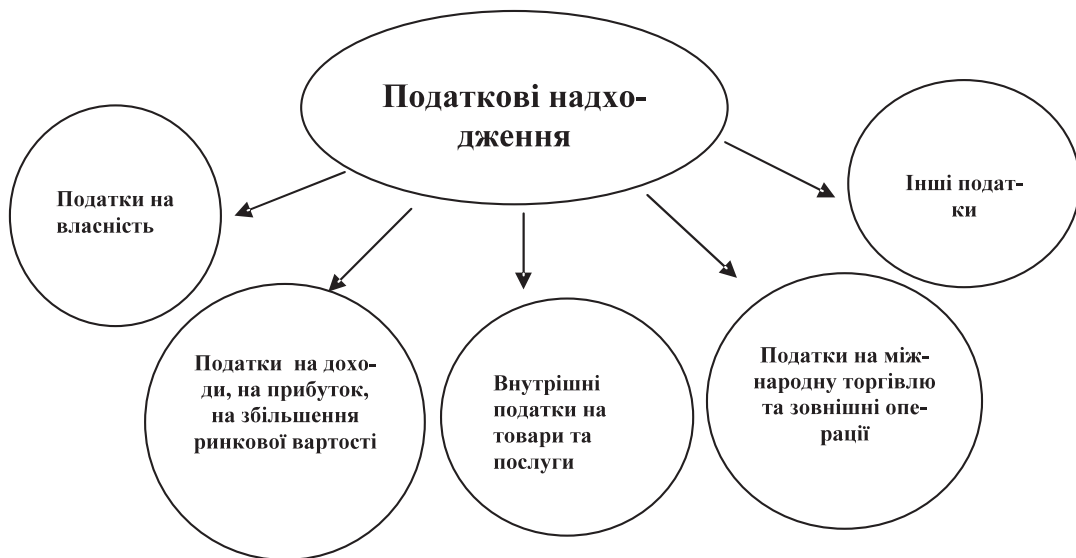 Податкові надхо-
дження
Податки на
власність
Інші подат-
ки
Податки на дохо-
ди, на прибуток,
на збільшення
ринкової вартості
Внутрішні
податки на
товари та
послуги
Податки на між-
народну торгівлю
та зовнішні опе-
рації